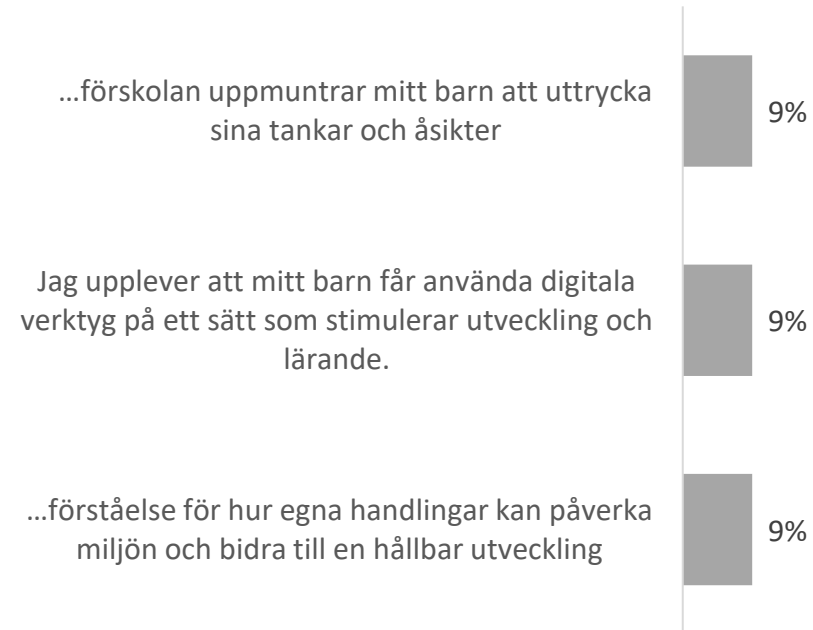 …förskolan uppmuntrar mitt barn att uttrycka
sina tankar och åsikter
9%
Jag upplever att mitt barn får använda digitala
verktyg på ett sätt som stimulerar utveckling och
lärande.
9%
…förståelse för hur egna handlingar kan påverka
miljön och bidra till en hållbar utveckling
9%